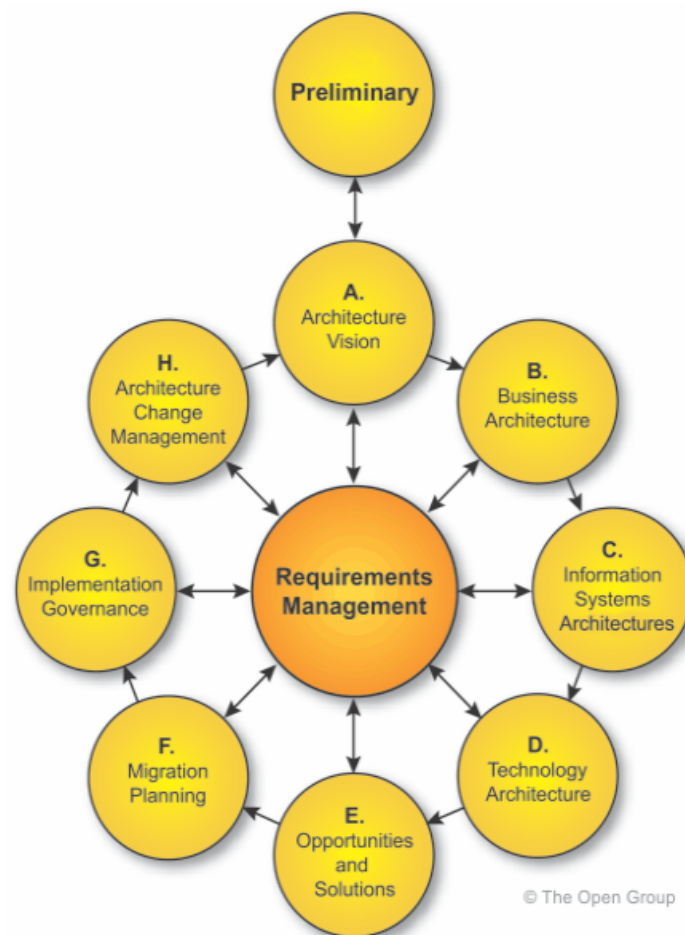 Preliminary
A.
Architecture
Vision
B.
Business
Architecture
C.
Information
Systems
Architectures
D.
Technology
Architecture
E.
Opportunities
and
Solutions
F.
Migration
Planning
G.
Implementation
Governance
H.
Architecture
Change
Management
Requirements
Management
© The Open Group